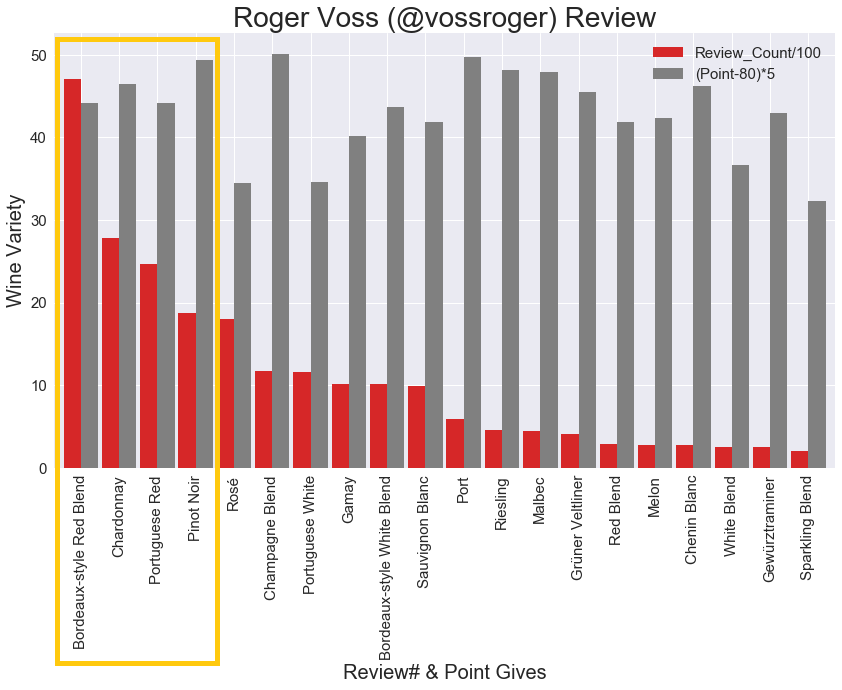 Roger Voss (@vossroger) Review
Review_Count/100
(Point-80)*5
Wine Variety
50
40
30
20
10
0
Bordeaux-style Red Blend
Chardonnay
Portuguese Red
Pinot Noir
Rosé
Champagne Blend
Portuguese White
Gamay
Bordeaux-style White Blend
Sauvignon Blanc
Port
Riesling
Malbec
Grüner Veltliner
Red Blend
Melon
Chenin Blanc
White Blend
Gewürztraminer
Sparkling Blend
Review# & Point Gives